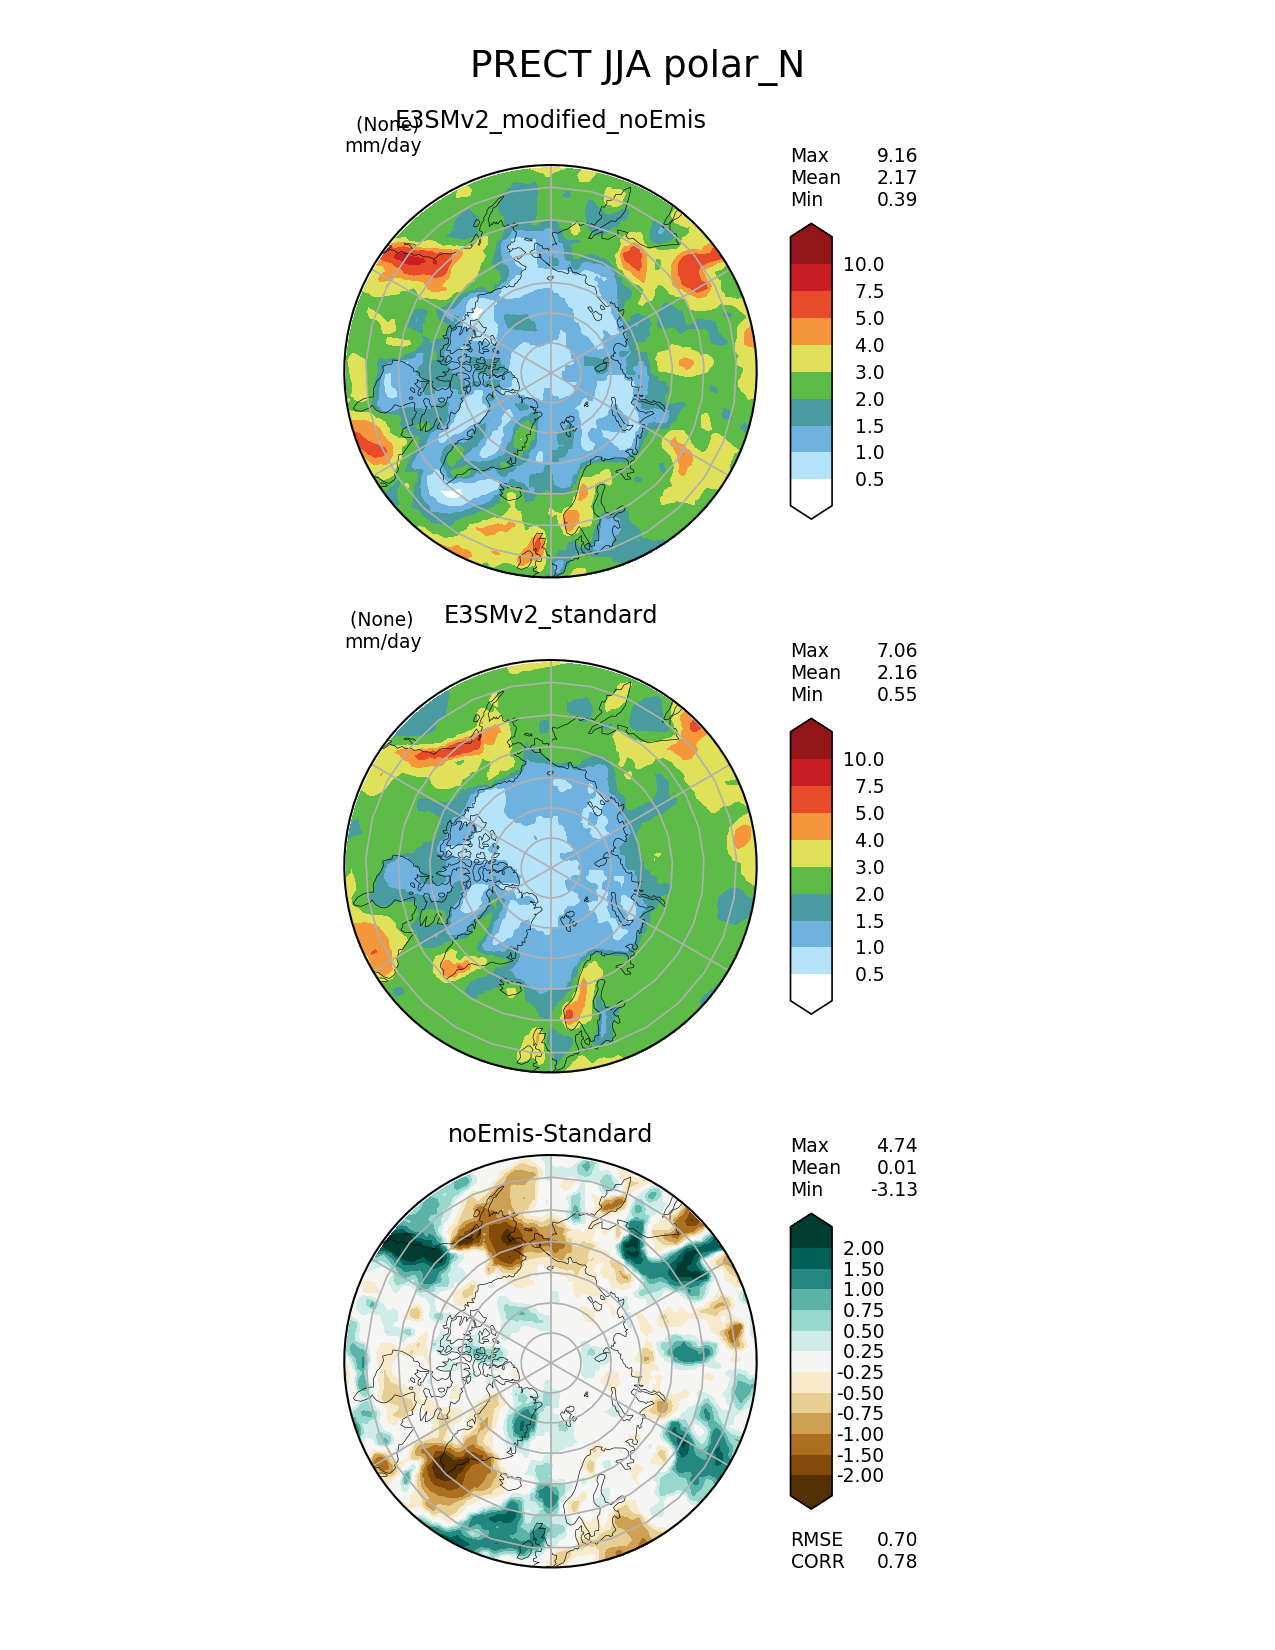 PRECT JJA polar_N
E3SMv2_modified_noEmis
(None)
mm/day
Max 9.16
Mean 2.17
Min 0.39
10.0
7.5
5.0
4.0
3.0
2.0
1.5
1.0
0.5
E3SMv2_standard
(None)
mm/day
Max 7.06
Mean 2.16
Min 0.55
10.0
7.5
5.0
4.0
3.0
2.0
1.5
1.0
0.5
noEmis-Standard
Max 4.74
Mean 0.01
Min -3.13
2.00
1.50
1.00
0.75
0.50
0.25
-0.25
-0.50
-0.75
-1.00
-1.50
-2.00
RMSE 0.70
CORR 0.78